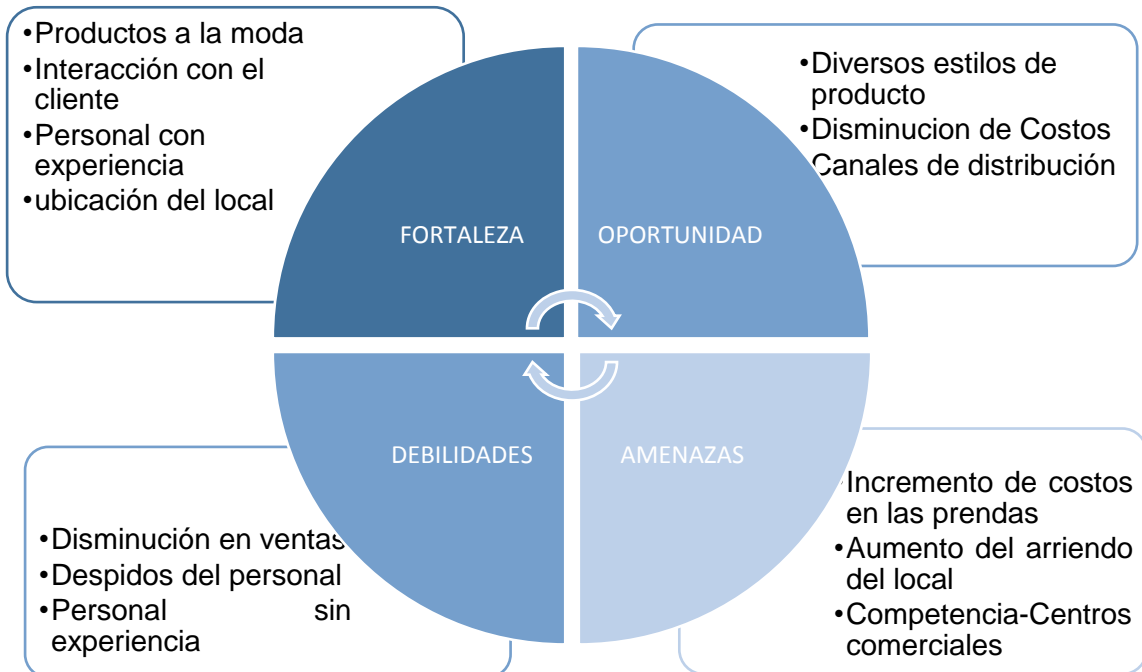 •Productos a la moda
•Interacción con el
cliente
•Personal con
experiencia
•ubicación del local
•Diversos estilos de
producto
•Disminucion de Costos
•Canales de distribución
FORTALEZA
OPORTUNIDAD
DEBILIDADES
AMENAZAS
•Disminución en ventas
•Despidos del personal
•Personal sin
experiencia
•Incremento de costos
en las prendas
•Aumento del arriendo
del local
•Competencia-Centros
comerciales